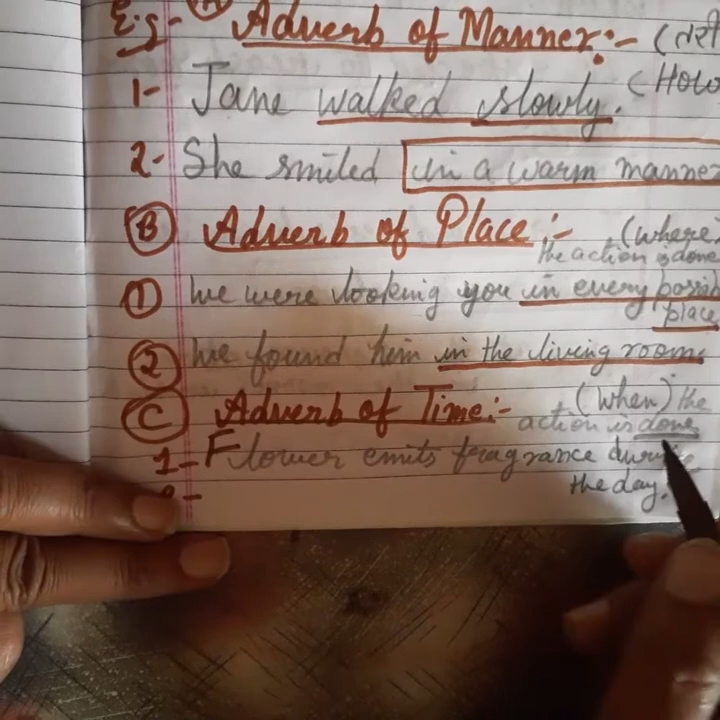 E.g- (A) Adverb of Manner:- (
1- Jane walked slowly. (How
2- She smiled in a warm manner
(B) Adverb of Place:- (where
the action is done
(1) We were looking you in every possib
place
(2) We found him in the living room
(C) Adverb of Time:- (when) the
action is done
1- Flower emits fragrance during
the day.
2-